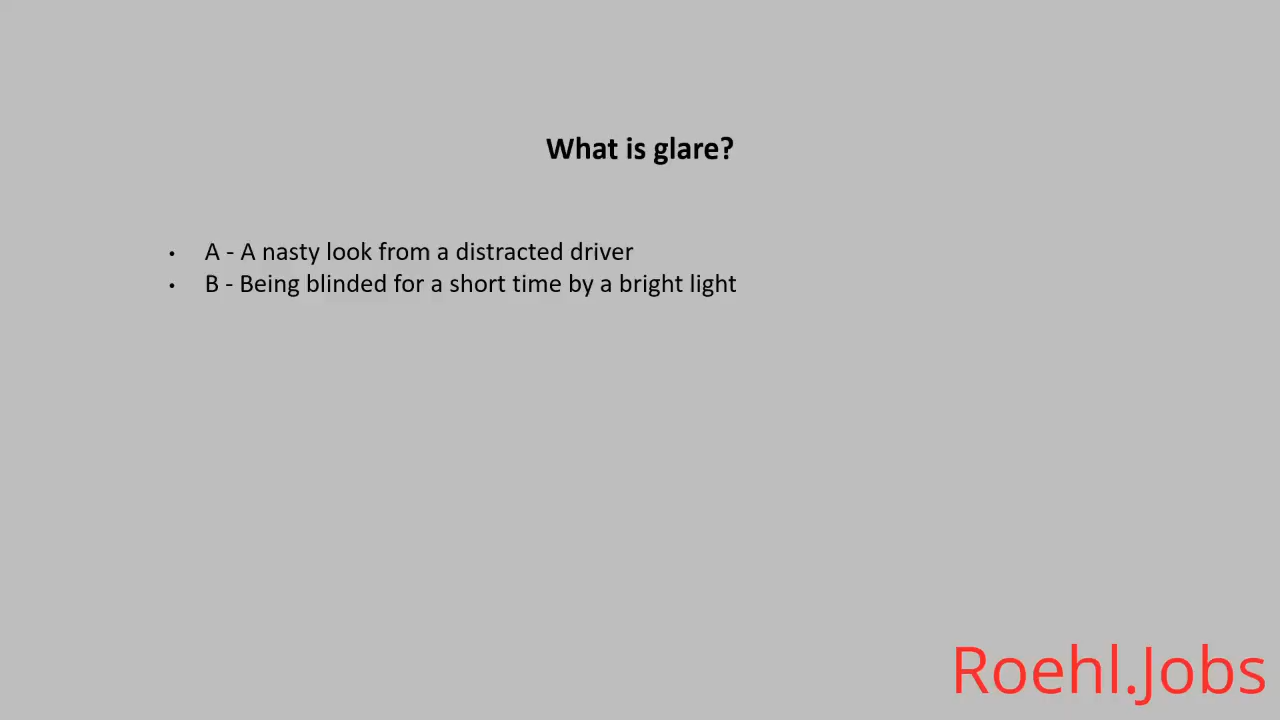 What is glare?
• A - A nasty look from a distracted driver
• B - Being blinded for a short time by a bright light
Roehl.Jobs